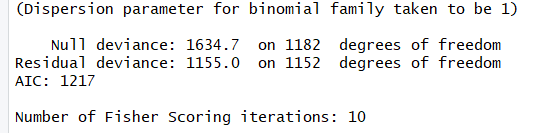 (Dispersion parameter for binomial family taken to be 1)
Null deviance: 1634.7 on 1182 degrees of freedom
Residual deviance: 1155.0 on 1152 degrees of freedom
AIC: 1217
Number of Fisher Scoring iterations: 10